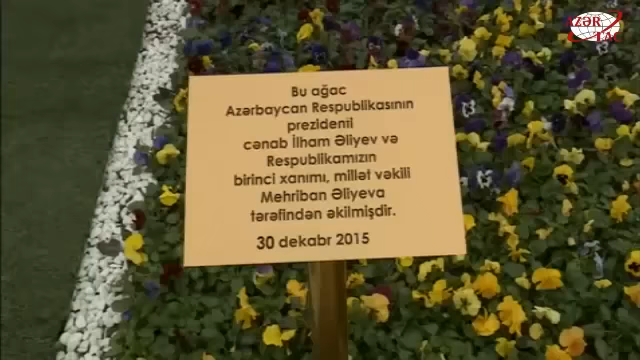 AZƏRTAC
Bu ağac
Azərbaycan Respublikasının
prezidenti
cənab İlham Əliyev və
Respublikamızın
birinci xanımı, millət vəkili
Mehriban Əliyeva
tərəfindən əkilmişdir.
30 dekabr 2015